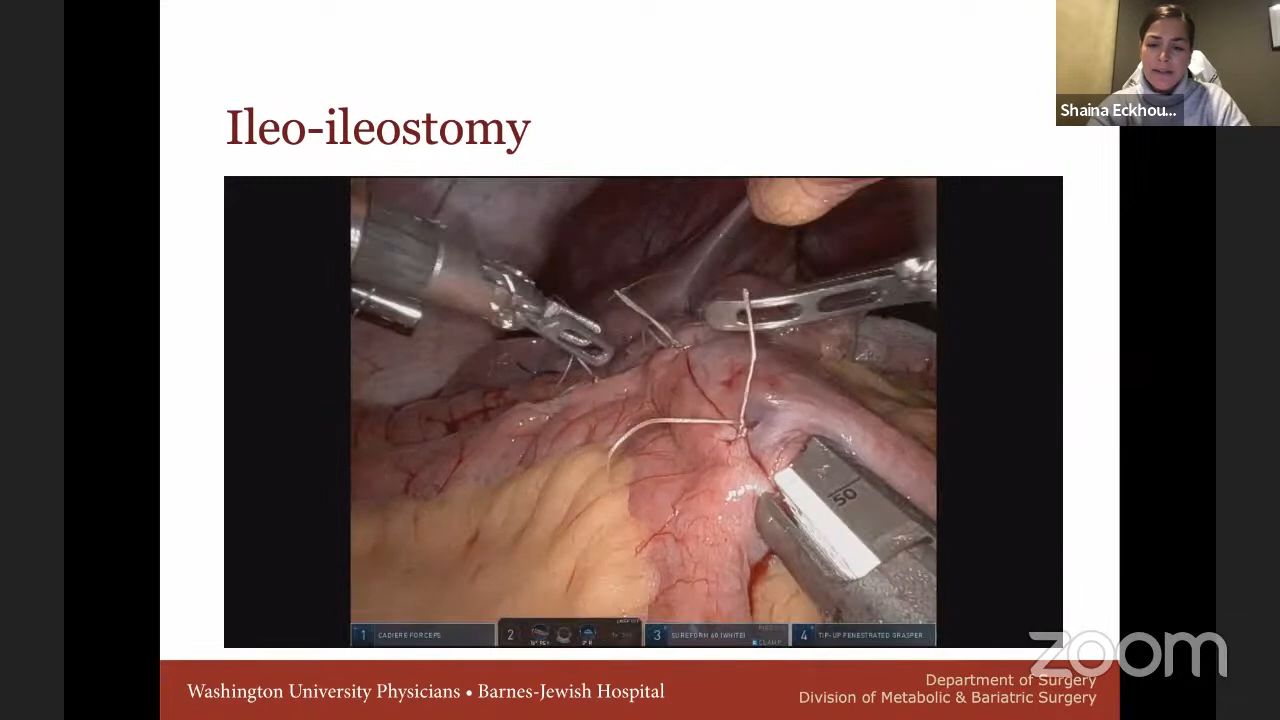 Shaina Eckhou...
Ileo-ileostomy
50
1 CADIERE FORCEPS
2
3 SUREFORM 60 (WHITE)
CLAMP
4 TIP-UP FENESTRATED GRASPER
zoom
Washington University Physicians • Barnes-Jewish Hospital
Department of Surgery
Division of Metabolic & Bariatric Surgery